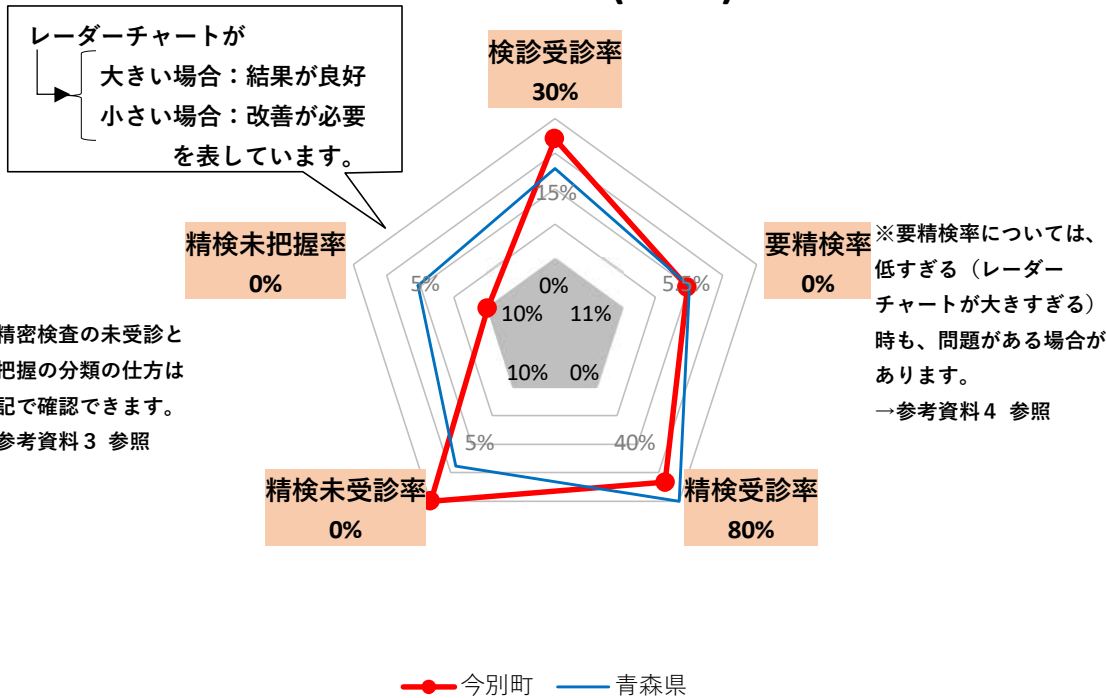 レーダーチャートが
大きい場合：結果が良好
小さい場合：改善が必要
を表しています。
検診受診率
30%
15%
精検未把握率
0%
5%
要精検率
0%
5.5%
※要精検率については、
低すぎる（レーダー
チャートが大きすぎる）
時も、問題がある場合が
あります。
→参考資料４ 参照
0%
10%
11%
10%
0%
精密検査の未受診と
把握の分類の仕方は
記で確認できます。
参考資料３ 参照
5%
40%
精検未受診率
0%
精検受診率
80%
今別町
青森県